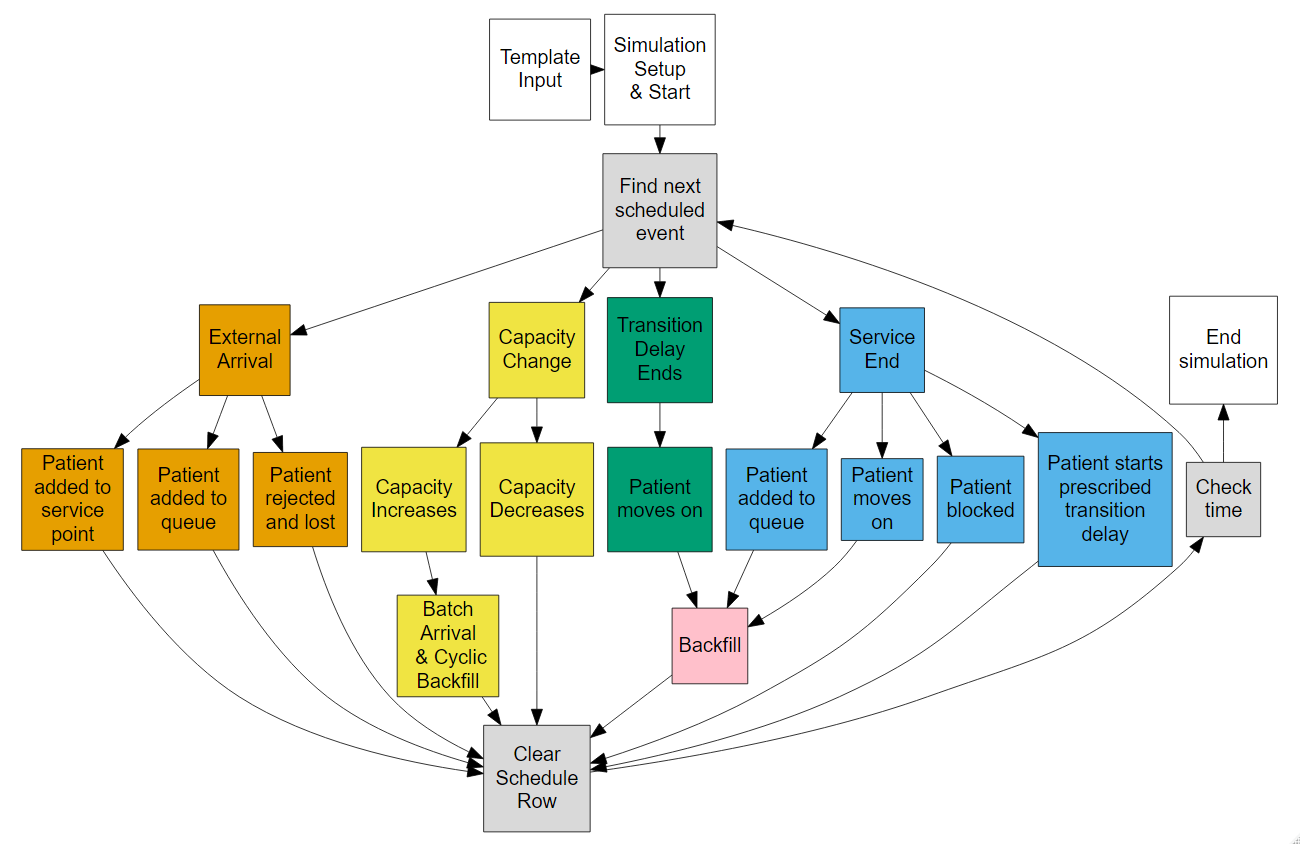 Template
Input
Simulation
Setup
& Start
Find next
scheduled
event
External
Arrival
Capacity
Change
Transition
Delay
Ends
Service
End
End
simulation
Patient
added to
service
point
Patient
added to
queue
Patient
rejected
and lost
Capacity
Increases
Capacity
Decreases
Patient
moves on
Patient
added to
queue
Patient
moves
on
Patient
blocked
Patient starts
prescribed
transition
delay
Check
time
Batch
Arrival
& Cyclic
Backfill
Backfill
Clear
Schedule
Row